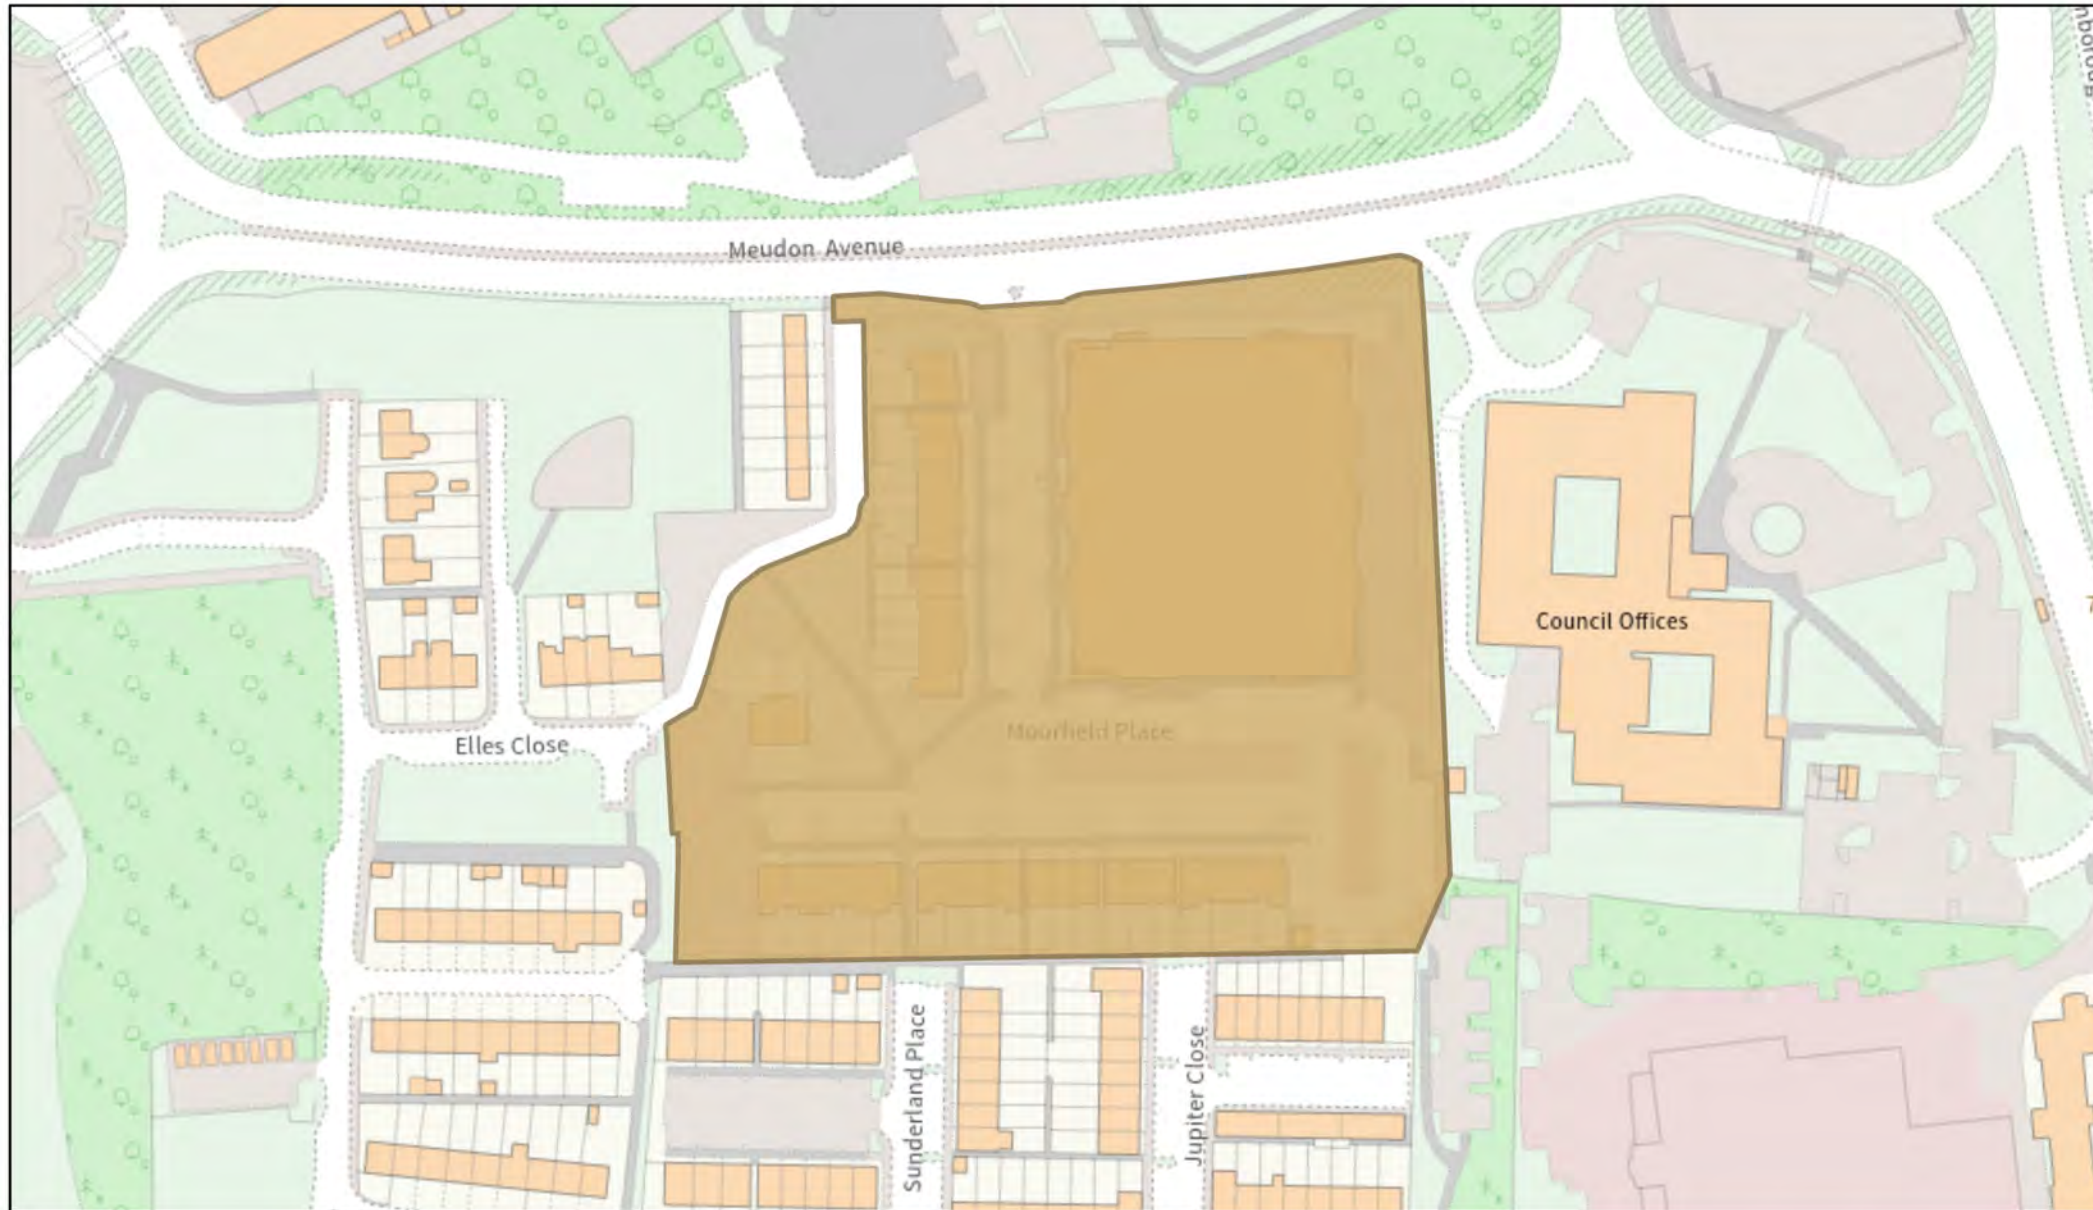 Meudon Avenue
Council Offices
Moorfield Place
Elles Close
Sunderland Place
Jupiter Close